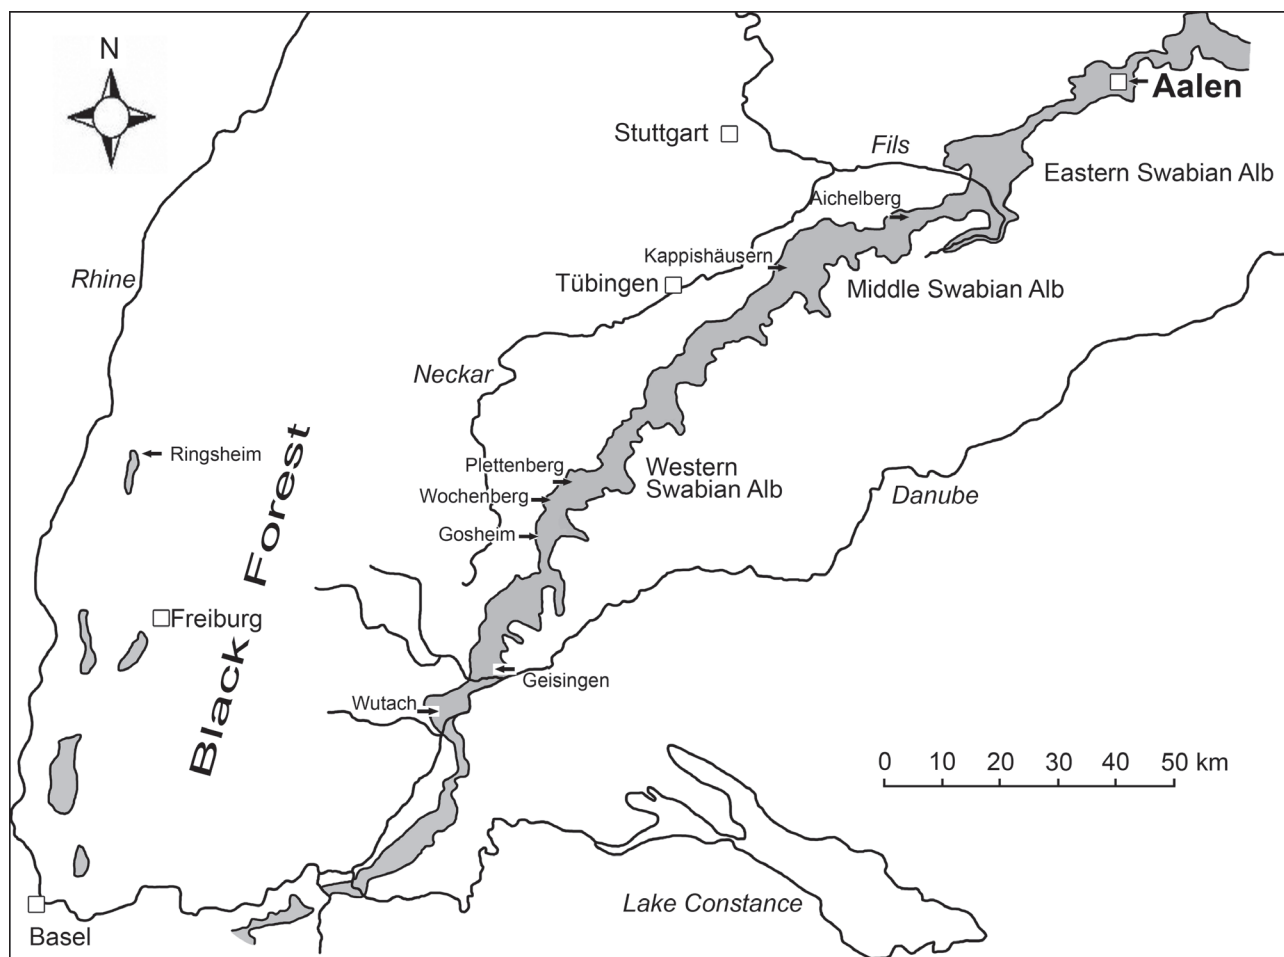 N
Aalen
Stuttgart
Fils
Eastern Swabian Alb
Aichelberg
Kappishäusern
Rhine
Tübingen
Middle Swabian Alb
Neckar
Ringsheim
Black Forest
Plettenberg
Western
Swabian Alb
Wochenberg
Danube
Gosheim
Freiburg
Geisingen
Wutach
0 10 20 30 40 50 km
Lake Constance
Basel